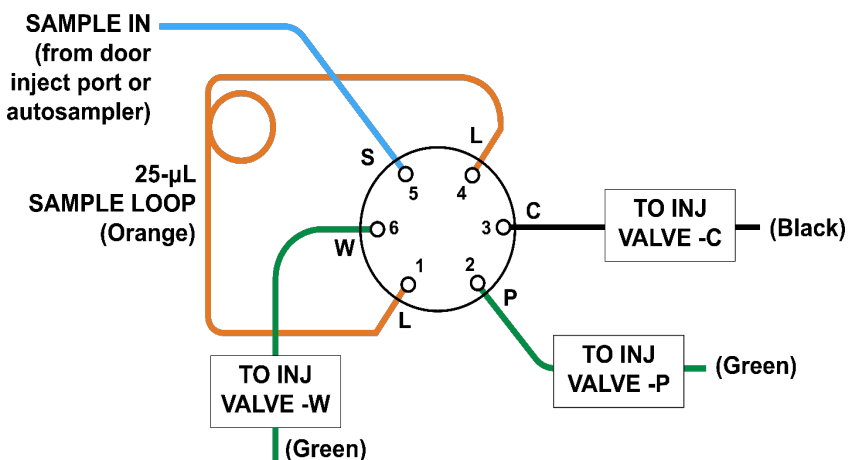 SAMPLE IN
(from door
inject port or
autosampler)
25-µL
SAMPLE LOOP
(Orange)
S
L
5
4
6
W
3
C
1
2
L
P
TO INJ
VALVE -C
(Black)
TO INJ
VALVE -P
(Green)
TO INJ
VALVE -W
(Green)